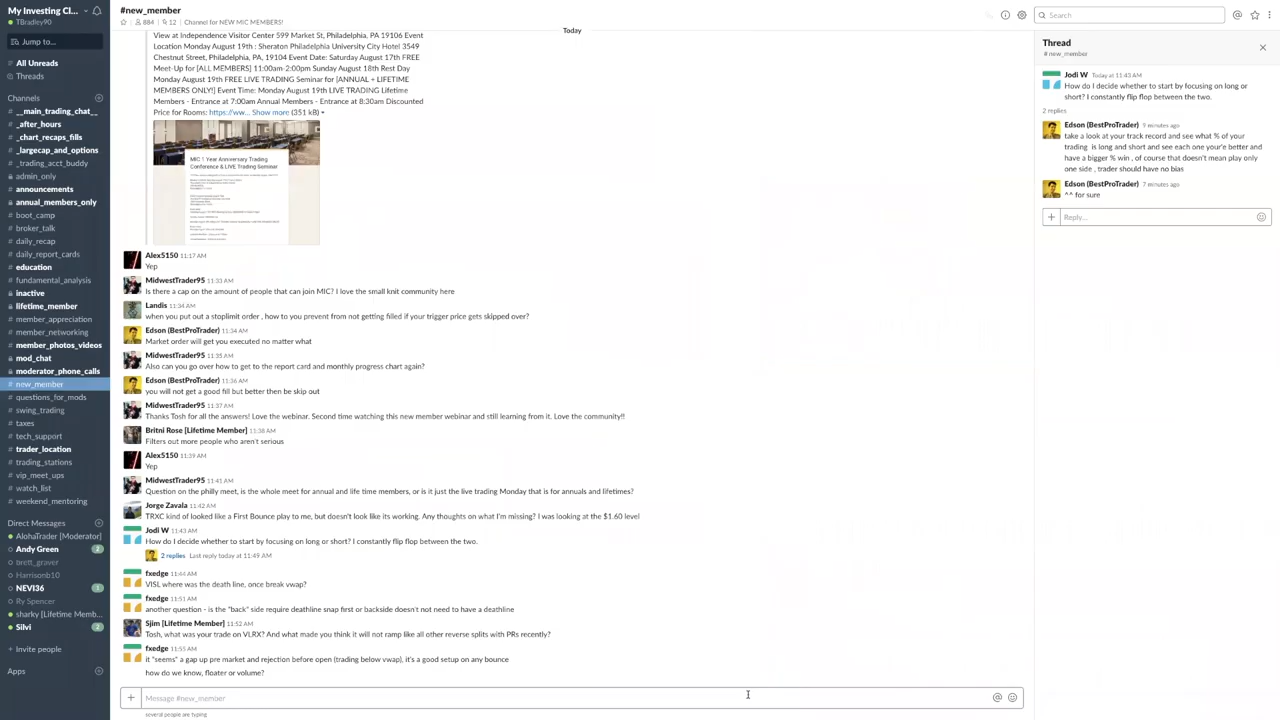 My Investing Cl...
TBradley90
Jump to...
All Unreads
Threads
Channels
# __main_trading_chat__
# _after_hours
# _chart_recaps_fills
_largecap_and_options
# _trading_acct_buddy
admin_only
# announcements
annual_members_only
# boot_camp
# broker_talk
# daily_recap
# daily_report_cards
# education
# fundamental_analysis
inactive
lifetime_member
# member_appreciation
# member_networking
# member_photos_videos
mod_chat
moderator_phone_calls
# new_member
# questions_for_mods
# swing_trading
# taxes
# tech_support
# trader_location
# trading_stations
# vip_meet_ups
# watch_list
# weekend_mentoring
Direct Messages
AlohaTrader [Moderator]
Andy Green 2
brett_graver
Harrisonb10
NEVI36 1
Ry Spencer
sharky [Lifetime Memb...
Silvi 2
+ Invite people
Apps
#new_member
884 | 12 | Channel for NEW MIC MEMBERS!
Search
Today
View at Independence Visitor Center 599 Market St, Philadelphia, PA 19106 Event
Location Monday August 19th : Sheraton Philadelphia University City Hotel 3549
Chestnut Street, Philadelphia, PA, 19104 Event Date: Saturday August 17th FREE
Meet-Up for [ALL MEMBERS] 11:00am-2:00pm Sunday August 18th Rest Day
Monday August 19th FREE LIVE TRADING Seminar for [ANNUAL + LIFETIME
MEMBERS ONLY!] Event Time: Monday August 19th LIVE TRADING Lifetime
Members - Entrance at 7:00am Annual Members - Entrance at 8:30am Discounted
Price for Rooms: https://ww... Show more (351 kB)
MIC 1 Year Anniversary Trading
Conference & LIVE Trading Seminar
Alex5150 11:17 AM
Yep
MidwestTrader95 11:33 AM
Is there a cap on the amount of people that can join MIC? I love the small knit community here
Landis 11:34 AM
when you put out a stoplimit order , how to you prevent from not getting filled if your trigger price gets skipped over?
Edson (BestProTrader) 11:34 AM
Market order will get you executed no matter what
MidwestTrader95 11:35 AM
Also can you go over how to get to the report card and monthly progress chart again?
Edson (BestProTrader) 11:36 AM
you will not get a good fill but better then be skip out
MidwestTrader95 11:37 AM
Thanks Tosh for all the answers! Love the webinar. Second time watching this new member webinar and still learning from it. Love the community!!
Britni Rose [Lifetime Member] 11:38 AM
Filters out more people who aren't serious
Alex5150 11:39 AM
Yep
MidwestTrader95 11:41 AM
Question on the philly meet, is the whole meet for annual and life time members, or is it just the live trading Monday that is for annuals and lifetimes?
Jorge Zavala 11:42 AM
TRXC kind of looked like a First Bounce play to me, but doesn't look like its working. Any thoughts on what I'm missing? I was looking at the $1.60 level
Jodi W 11:43 AM
How do I decide whether to start by focusing on long or short? I constantly flip flop between the two.
2 replies Last reply today at 11:49 AM
fxedge 11:44 AM
VISL where was the death line, once break vwap?
fxedge 11:51 AM
another question - is the "back" side require deathline snap first or backside doesn't not need to have a deathline
Sjim [Lifetime Member] 11:52 AM
Tosh, what was your trade on VLRX? And what made you think it will not ramp like all other reverse splits with PRs recently?
fxedge 11:55 AM
it "seems" a gap up pre market and rejection before open (trading below vwap), it's a good setup on any bounce
how do we know, floater or volume?
Message #new_member
several people are typing
Thread
# new_member
Jodi W Today at 11:43 AM
How do I decide whether to start by focusing on long or
short? I constantly flip flop between the two.
2 replies
Edson (BestProTrader) 9 minutes ago
take a look at your track record and see what % of your
trading is long and short and see each one your'e better and
have a bigger % win , of course that doesn't mean play only
one side , trader should have no bias
Edson (BestProTrader) 7 minutes ago
^^ for sure
Reply...